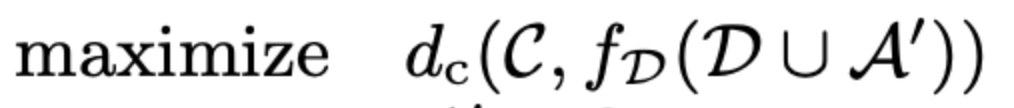 maximize d_c(𝒞, f_𝒟(𝒟 ∪ 𝒜′))